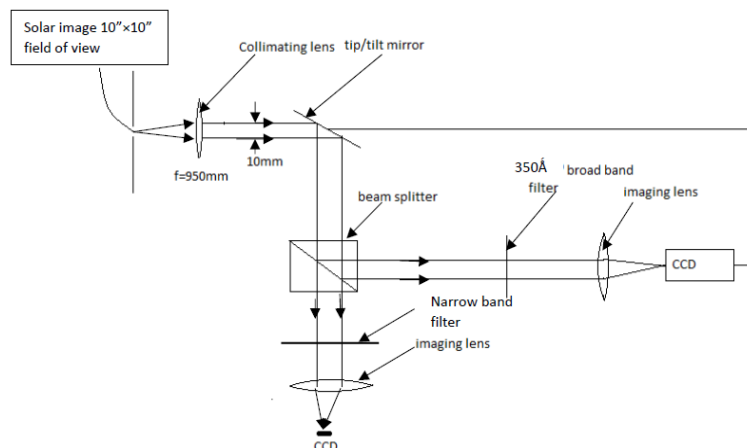 Solar image 10”×10”
field of view
Collimating lens
tip/tilt mirror
10mm
f=950mm
beam splitter
350Å
filter
broad band
imaging lens
CCD
Narrow band
filter
imaging lens
CCD